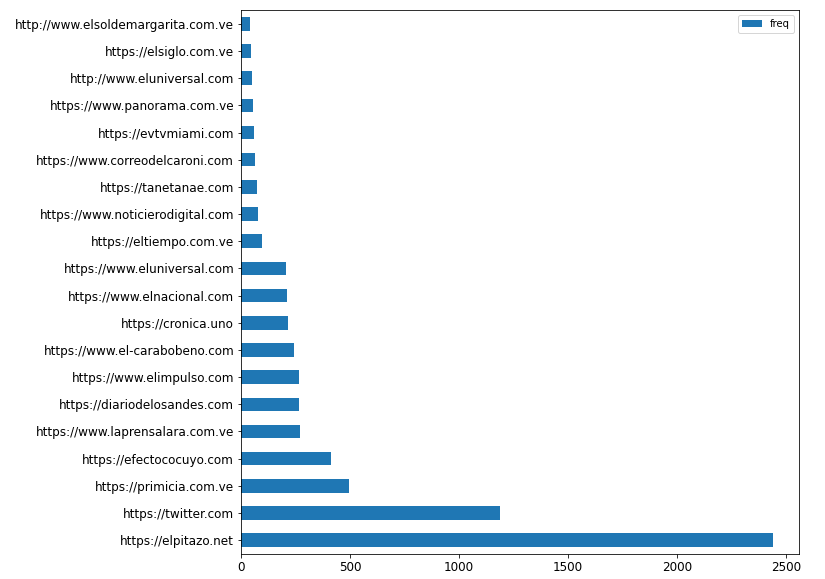 freq
http://www.elsoldemargarita.com.ve
https://elsiglo.com.ve
http://www.eluniversal.com
https://www.panorama.com.ve
https://evtvmiami.com
https://www.correodelcaroni.com
https://tanetanae.com
https://www.noticierodigital.com
https://eltiempo.com.ve
https://www.eluniversal.com
https://www.elnacional.com
https://cronica.uno
https://www.el-carabobeno.com
https://www.elimpulso.com
https://diariodelosandes.com
https://www.laprensalara.com.ve
https://efectococuyo.com
https://primicia.com.ve
https://twitter.com
https://elpitazo.net
0 500 1000 1500 2000 2500